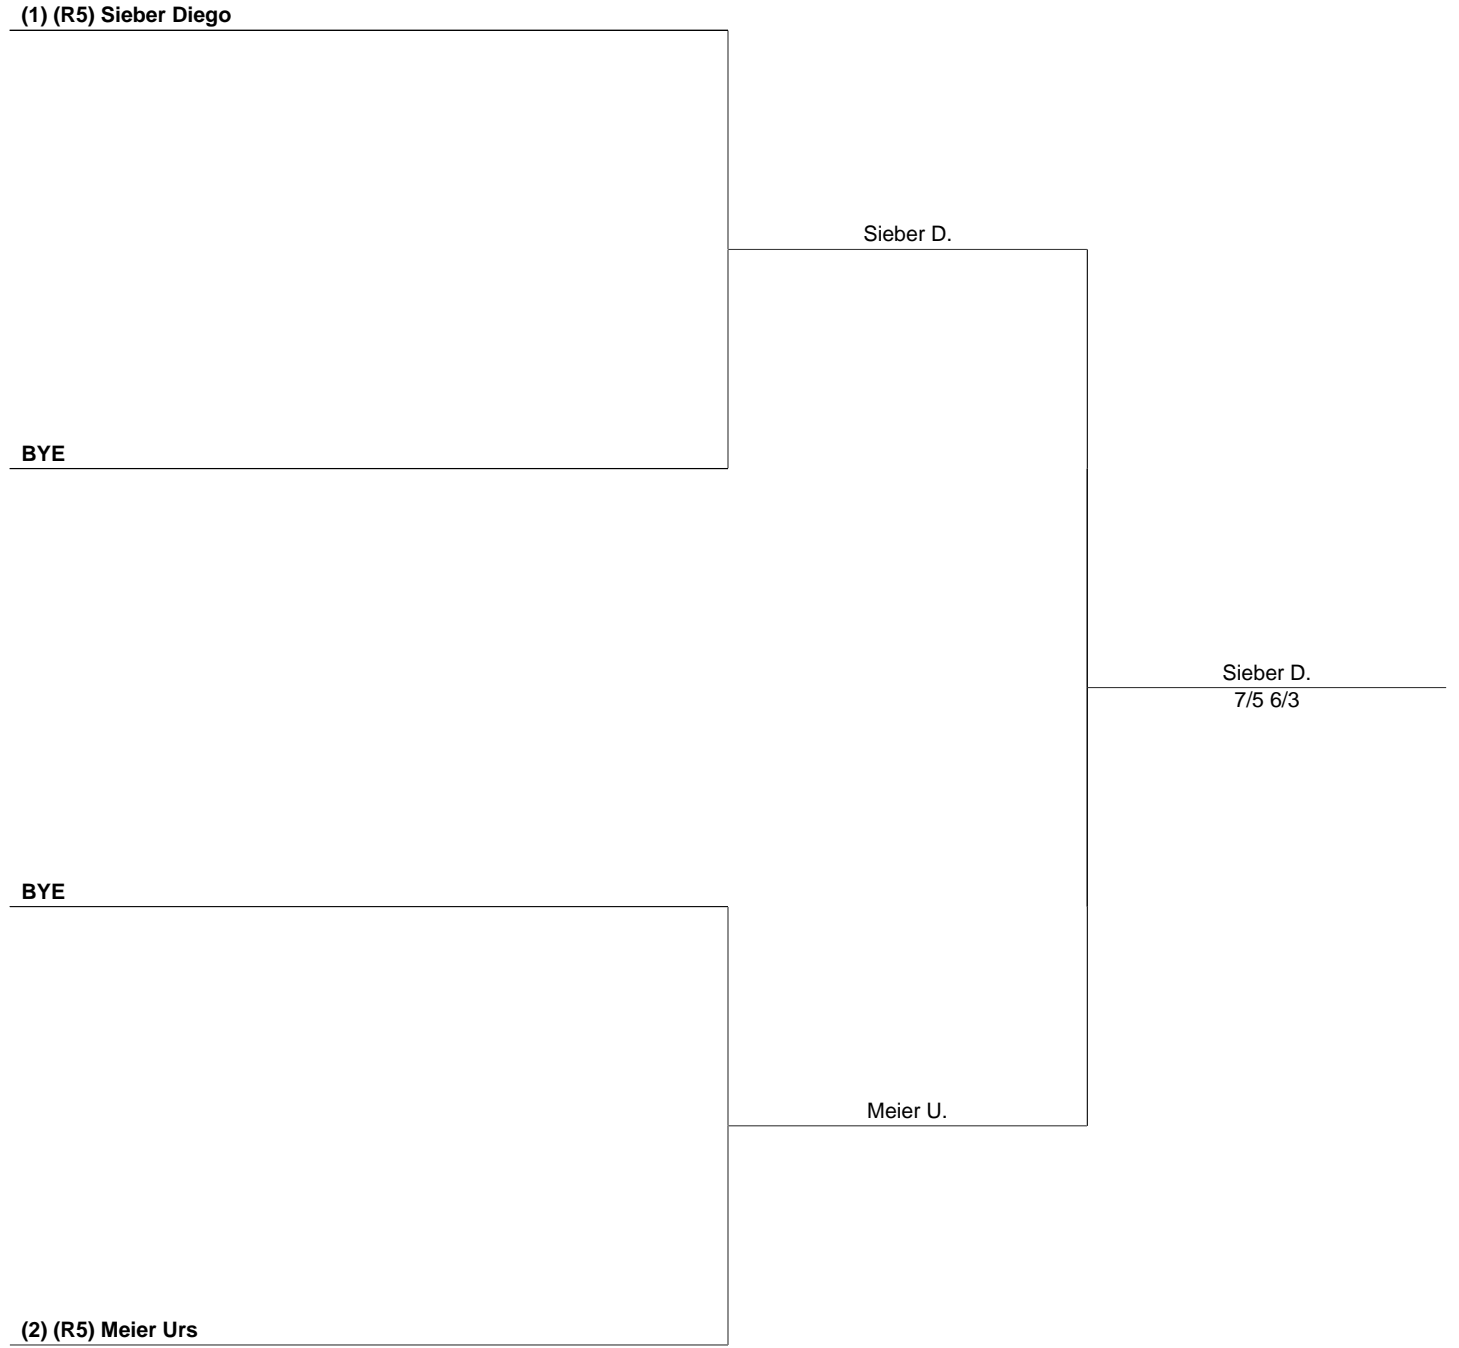 (1) (R5) Sieber Diego
Sieber D.
BYE
Sieber D.
7/5 6/3
BYE
Meier U.
(2) (R5) Meier Urs